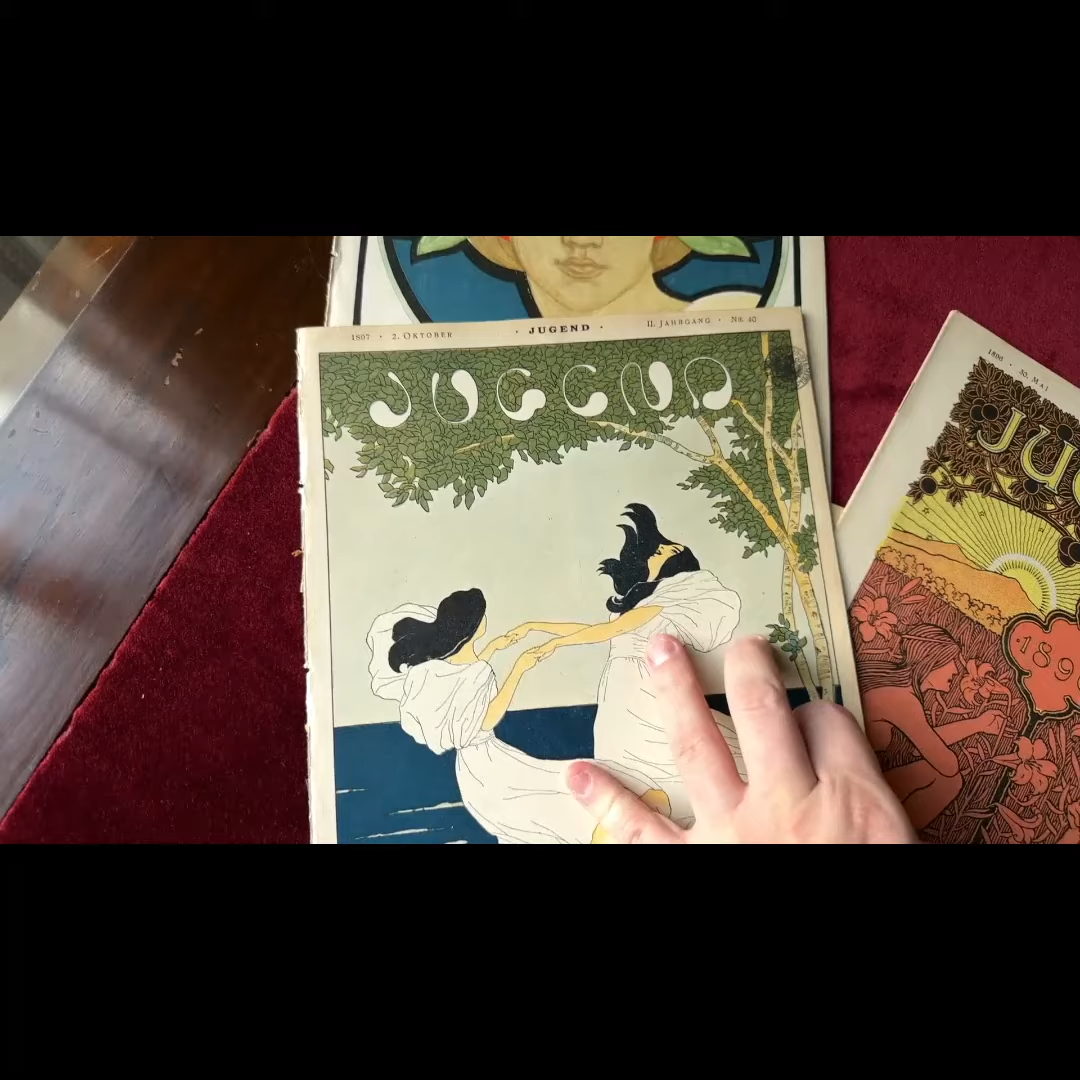 1897 · 2. OKTOBER · JUGEND · II. JAHRGANG · NR. 40
JUGEND
1896 · 30. MAI
JU
189